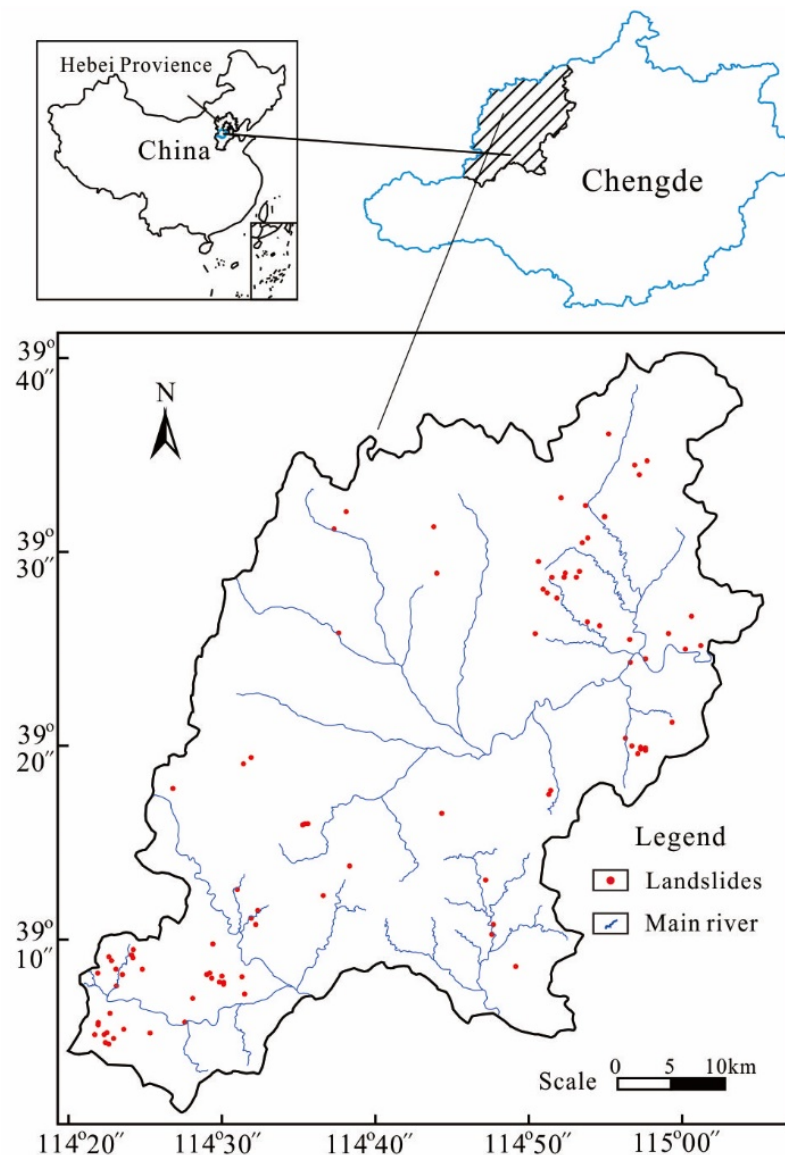 Hebei Provience
China
Chengde
39°
40″
N
39°
30″
39°
20″
Legend
Landslides
Main river
39°
10″
0 5 10km
Scale
114°20″ 114°30″ 114°40″ 114°50″ 115°00″